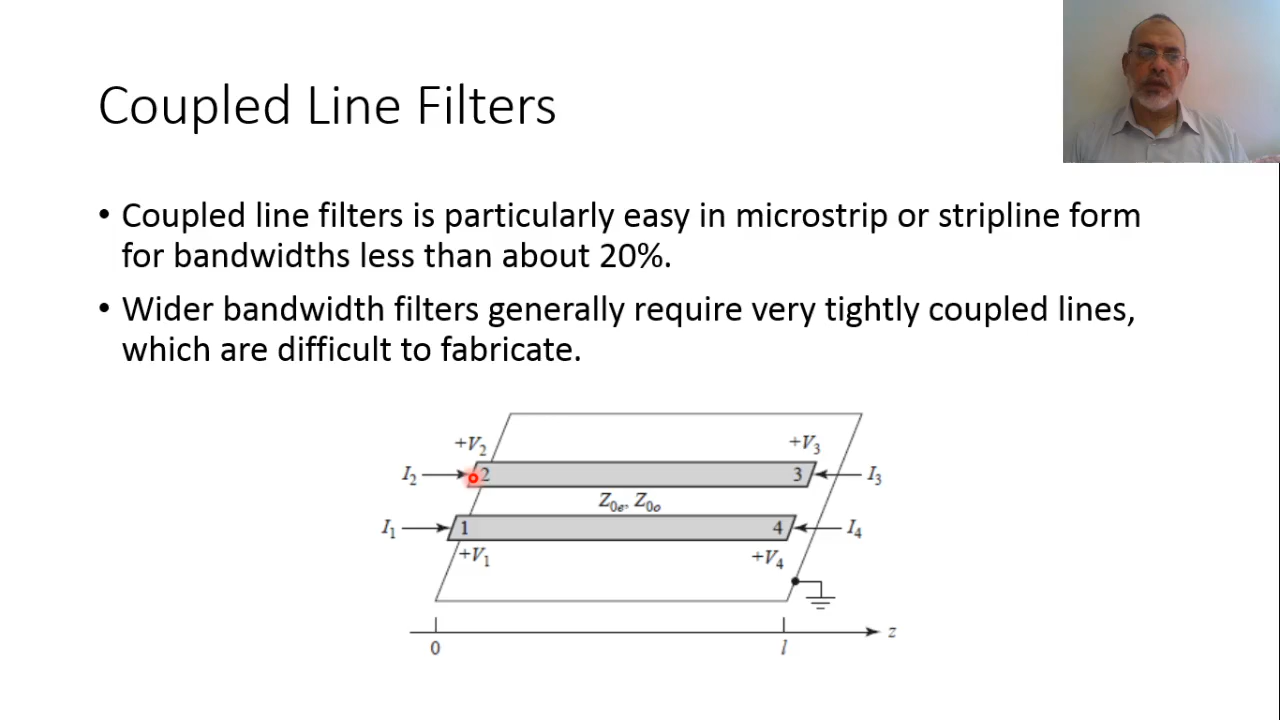 Coupled Line Filters
• Coupled line filters is particularly easy in microstrip or stripline form
for bandwidths less than about 20%.
• Wider bandwidth filters generally require very tightly coupled lines,
which are difficult to fabricate.
+V₂ +V₃
I₂ 2 3 I₃
Z₀ₑ, Z₀ₒ
I₁ 1 4 I₄
+V₁ +V₄
z
0 l